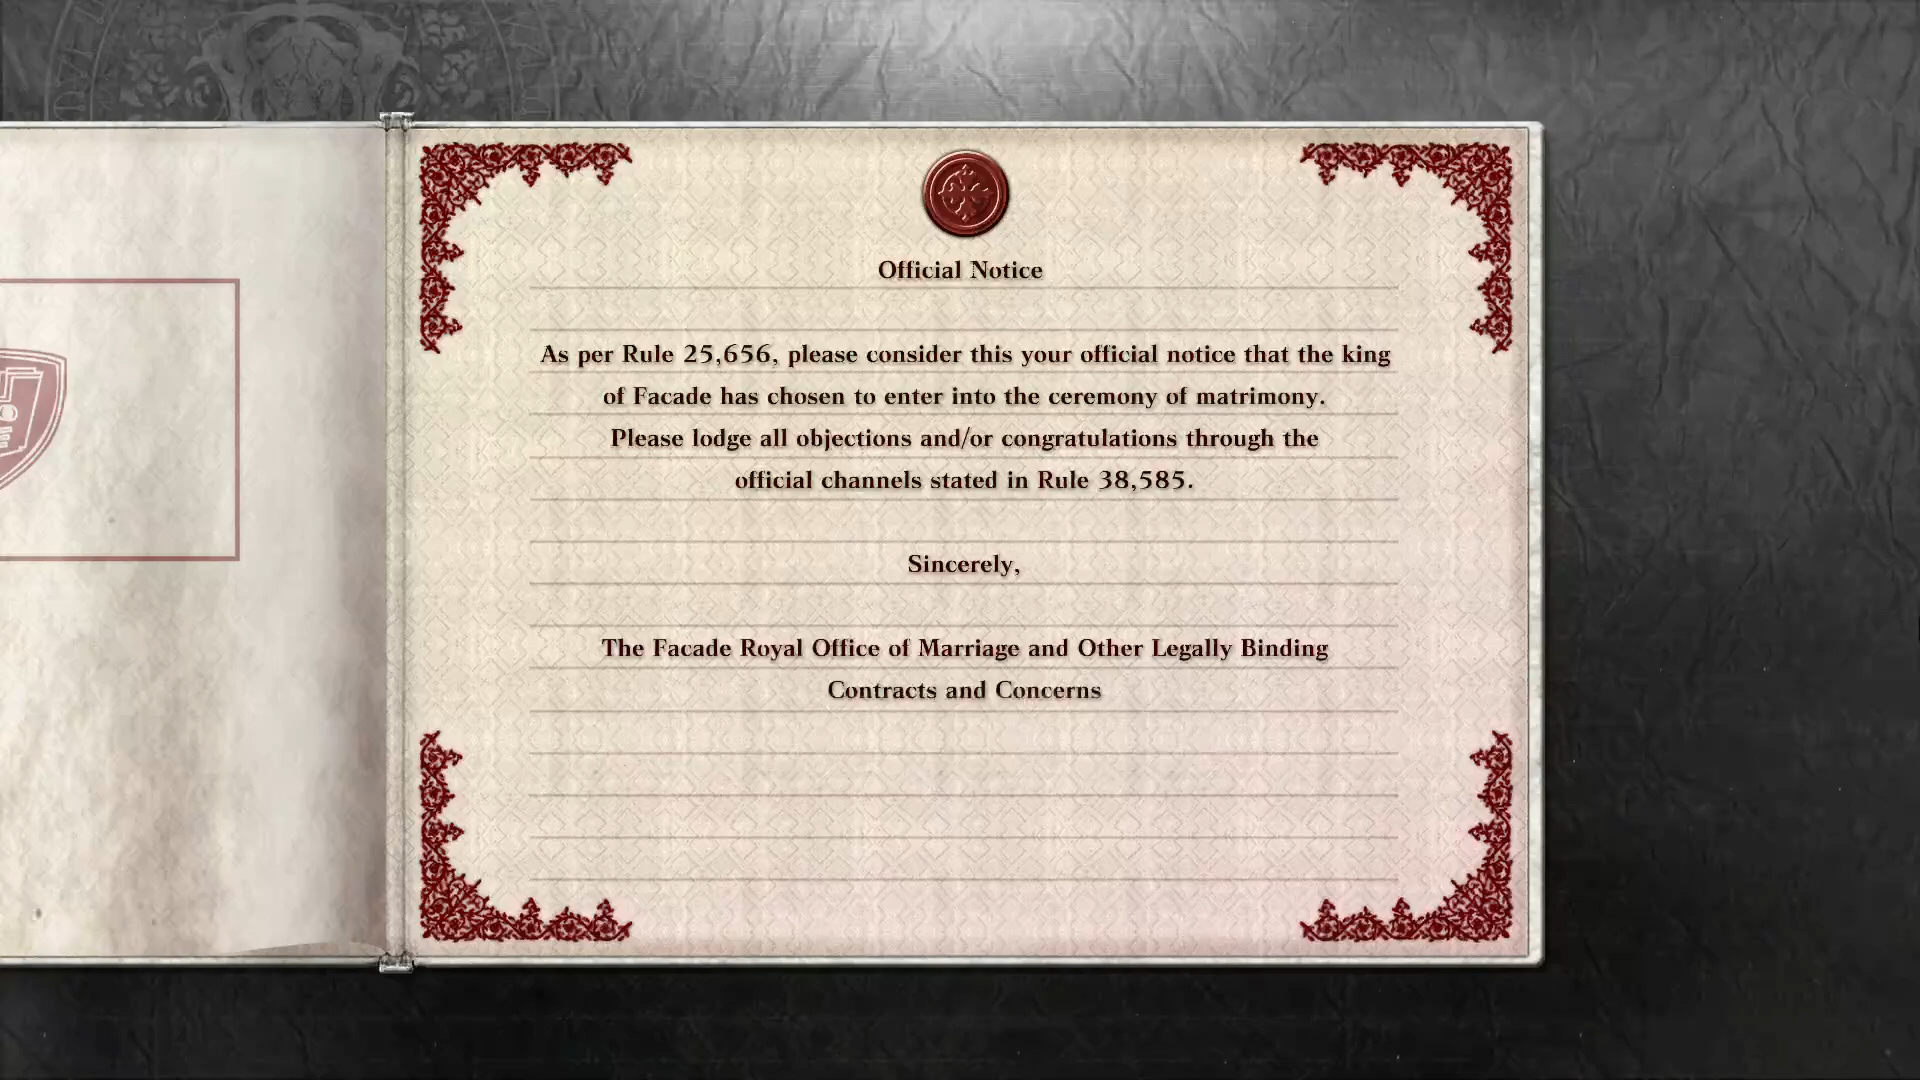 Official Notice
As per Rule 25,656, please consider this your official notice that the king
of Facade has chosen to enter into the ceremony of matrimony.
Please lodge all objections and/or congratulations through the
official channels stated in Rule 38,585.
Sincerely,
The Facade Royal Office of Marriage and Other Legally Binding
Contracts and Concerns